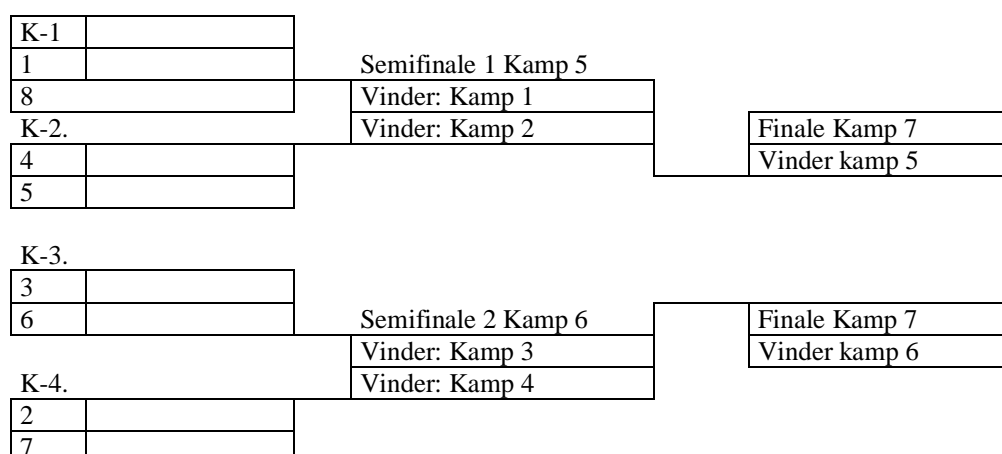 K-1
1 Semifinale 1 Kamp 5
8 Vinder: Kamp 1
K-2. Vinder: Kamp 2 Finale Kamp 7
4 Vinder kamp 5
5
K-3.
3
6 Semifinale 2 Kamp 6 Finale Kamp 7
Vinder: Kamp 3 Vinder kamp 6
K-4. Vinder: Kamp 4
2
7